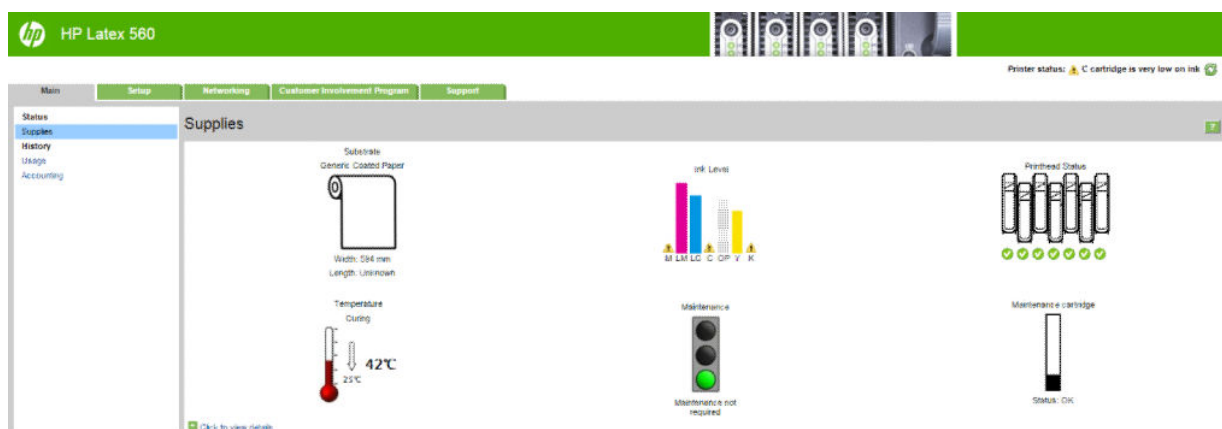 hp HP Latex 560
Printer status: C cartridge is very low on ink
Main Setup Networking Customer Involvement Program Support
Status
Supplies
History
Usage
Accounting
Supplies
?
Substrate
Generic Coated Paper
Width: 594 mm
Length: Unknown
Ink Level
M LM LC C OP Y K
Printhead Status
Temperature
Curing
42°C
25°C
Maintenance
Maintenance not
required
Maintenance cartridge
Status: OK
Click to view details